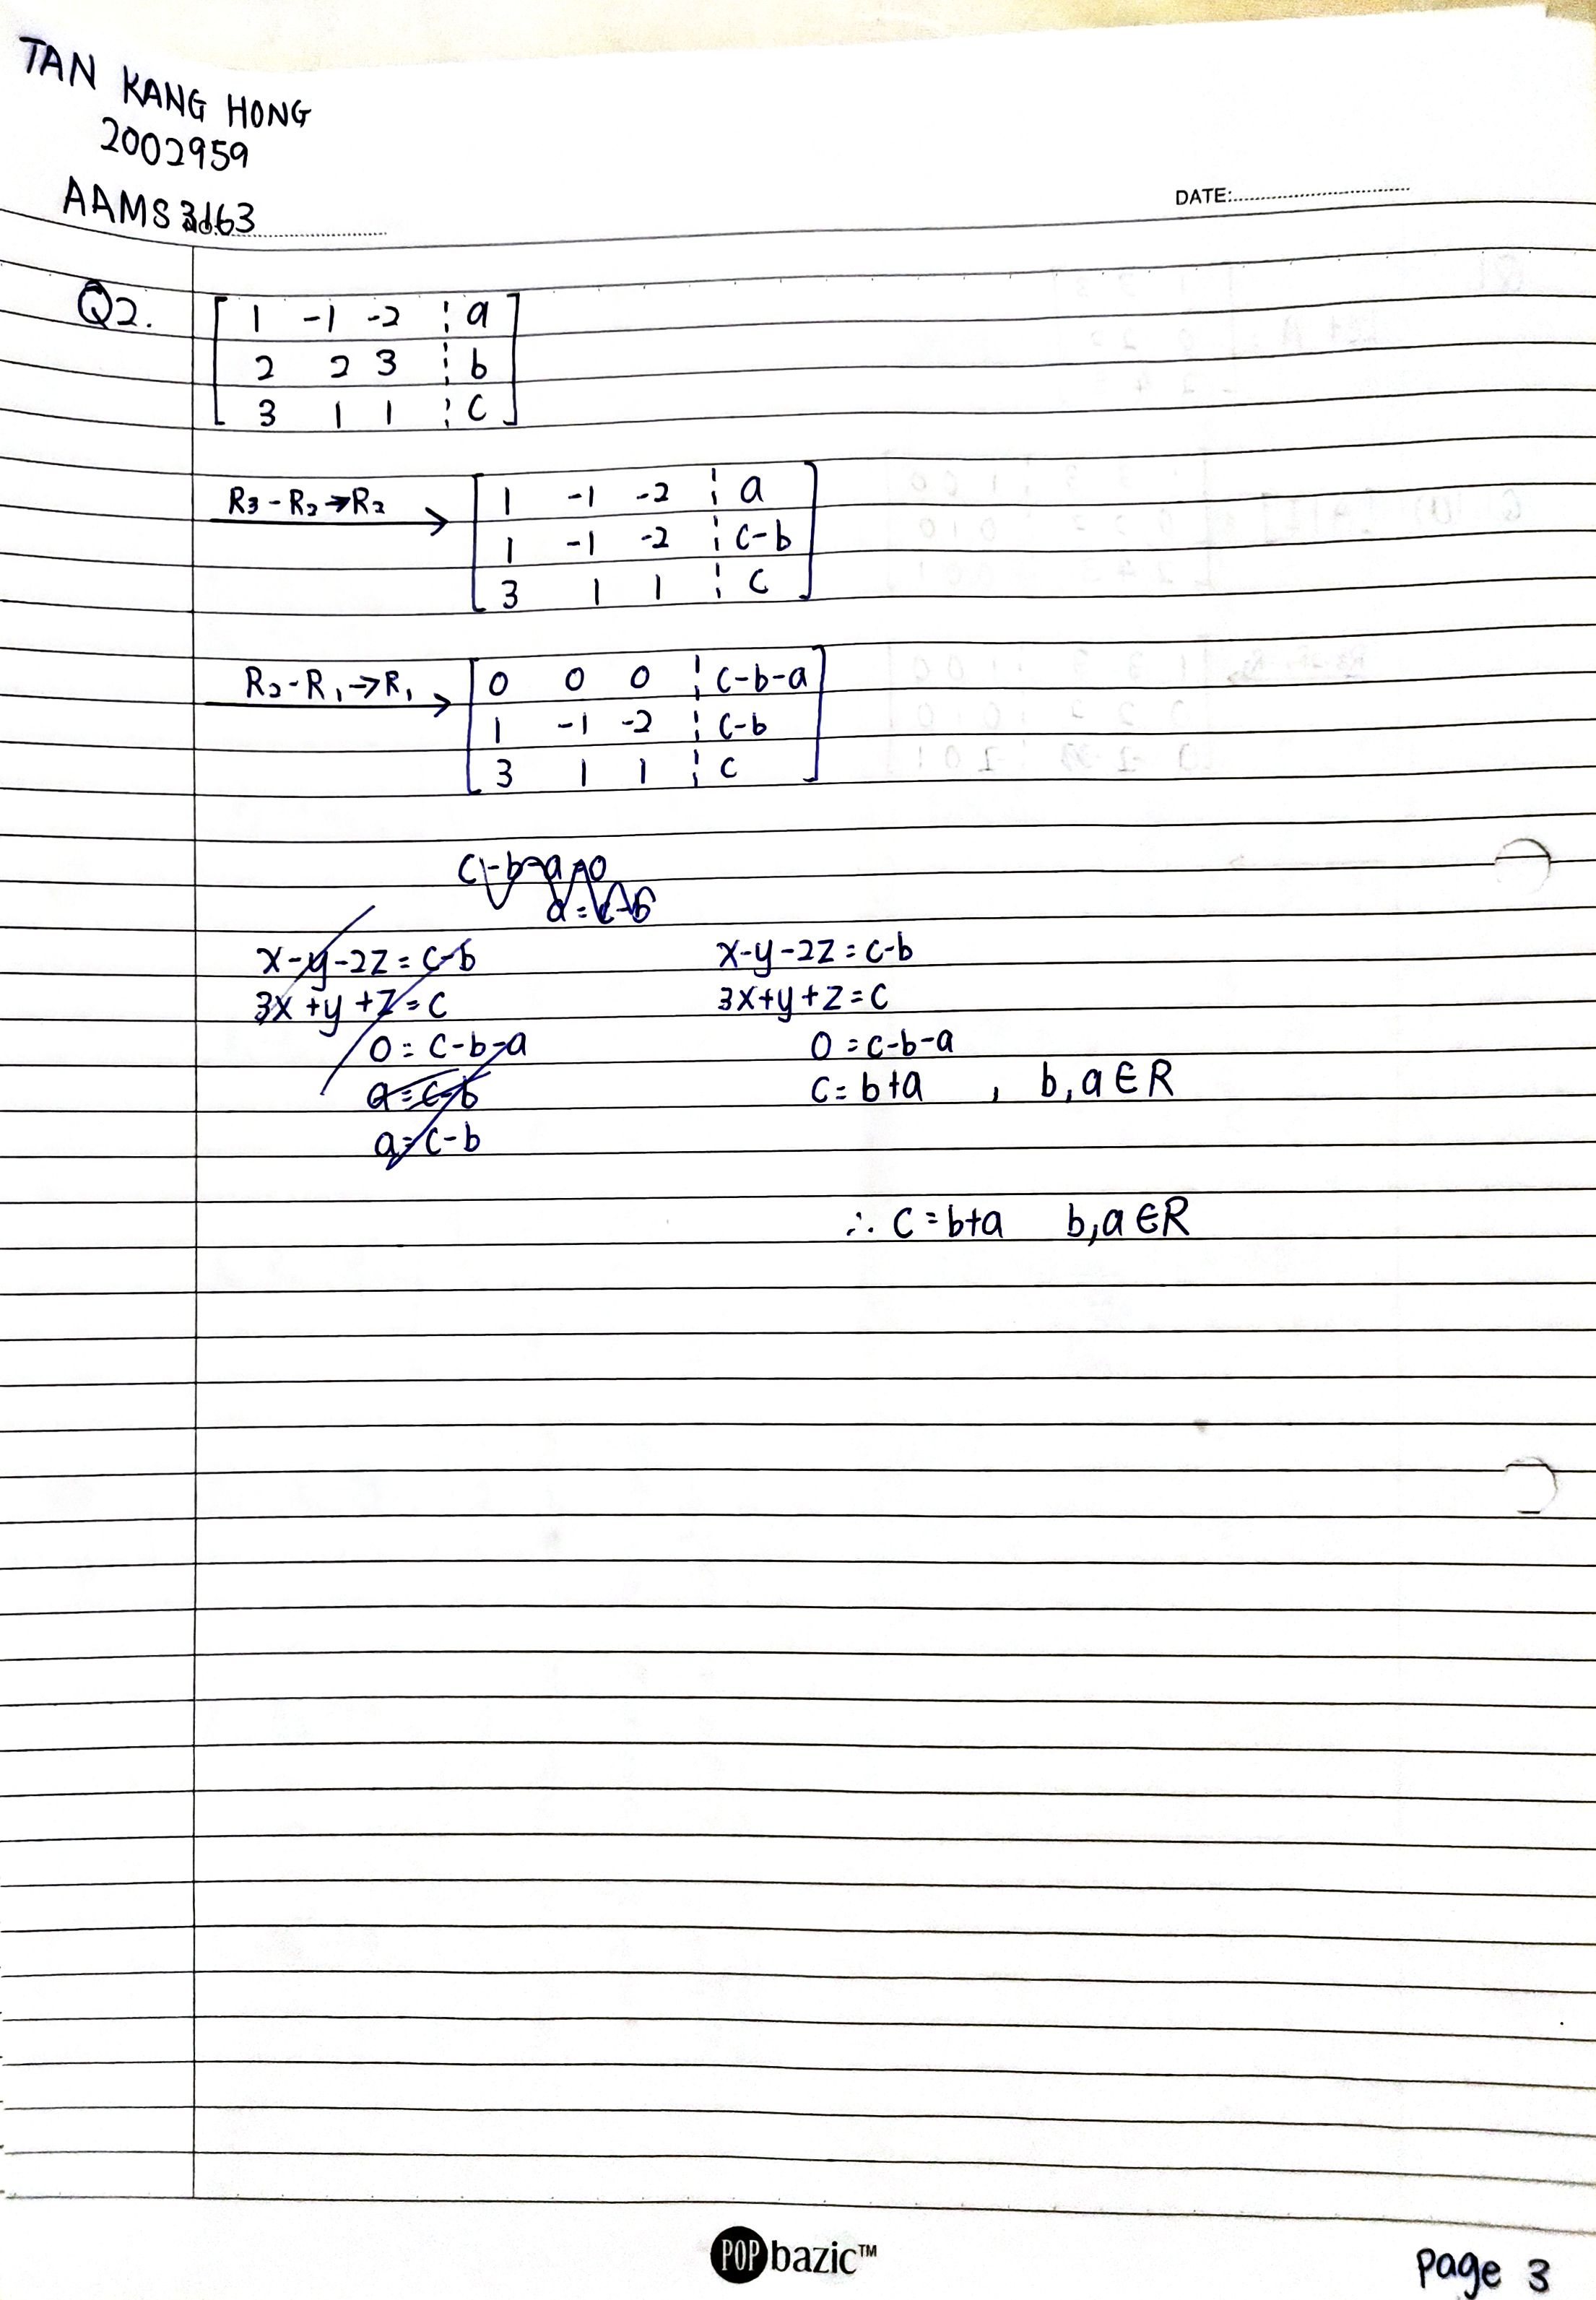 TAN KANG HONG
2002959
AAMS 3163
DATE:
Q2.
1 -1 -2 ¦ a
2 2 3 ¦ b
3 1 1 ¦ c
R3 - R2 → R2
1 -1 -2 ¦ a
1 -1 -2 ¦ c-b
3 1 1 ¦ c
R2 - R1 → R1
0 0 0 ¦ c-b-a
1 -1 -2 ¦ c-b
3 1 1 ¦ c
c-b-a=0
a=c-b
x-y-2z = c-b
3x+y+z = c
0 = c-b-a
a=c-b
a=c-b
x-y-2z = c-b
3x+y+z = c
0 = c-b-a
c = b+a , b,a ∈ R
∴ c = b+a b,a ∈ R
POP bazic™
Page 3